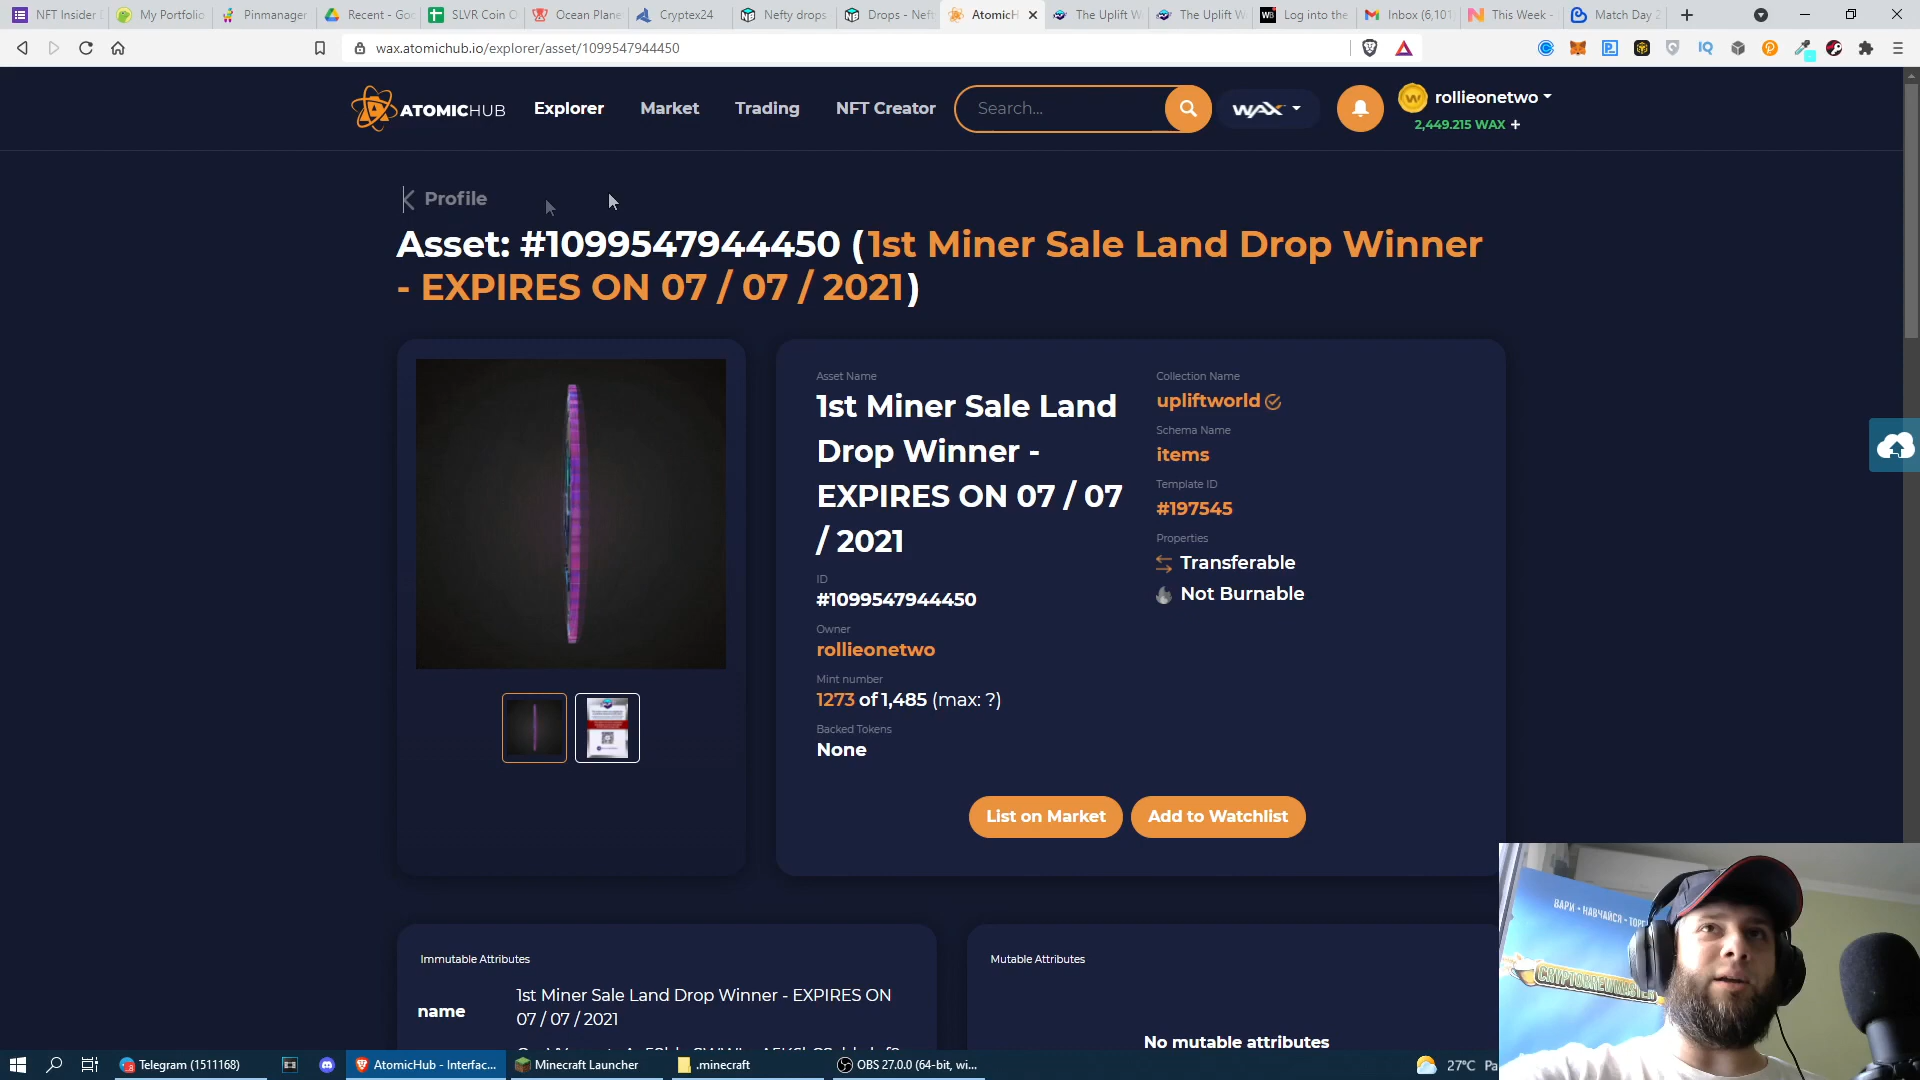 NFT Insider
My Portfolio
Pinmanager
Recent - Goo
SLVR Coin O
Ocean Plane
Cryptex24
Nefty drops
Drops - Neft
AtomicH
The Uplift W
The Uplift W
Log into the
Inbox (6,101
This Week -
Match Day 2
wax.atomichub.io/explorer/asset/1099547944450
ATOMICHUB
Explorer
Market
Trading
NFT Creator
Search...
WAX
rollieonetwo
2,449.215 WAX +
Profile
Asset: #1099547944450 (1st Miner Sale Land Drop Winner
- EXPIRES ON 07 / 07 / 2021)
Asset Name
1st Miner Sale Land
Drop Winner -
EXPIRES ON 07 / 07
/ 2021
ID
#1099547944450
Owner
rollieonetwo
Mint number
1273 of 1,485 (max: ?)
Backed Tokens
None
Collection Name
upliftworld
Schema Name
items
Template ID
#197545
Properties
Transferable
Not Burnable
List on Market
Add to Watchlist
Immutable Attributes
name
1st Miner Sale Land Drop Winner - EXPIRES ON
07 / 07 / 2021
Mutable Attributes
No mutable attributes
ВАРИ - НАВЧАЙСЯ - ТОРГ
CRYPTOBREWMASTER
Telegram (1511168)
AtomicHub - Interfac...
Minecraft Launcher
.minecraft
OBS 27.0.0 (64-bit, wi...
27°C